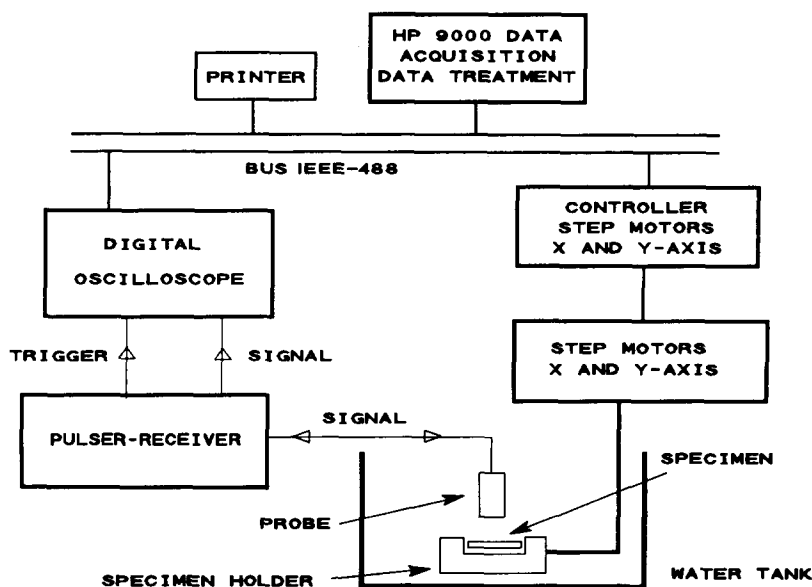 HP 9000 DATA
ACQUISITION
DATA TREATMENT
PRINTER
BUS IEEE-488
DIGITAL
OSCILLOSCOPE
CONTROLLER
STEP MOTORS
X AND Y-AXIS
TRIGGER
SIGNAL
STEP MOTORS
X AND Y-AXIS
PULSER-RECEIVER
SIGNAL
SPECIMEN
PROBE
SPECIMEN HOLDER
WATER TANK